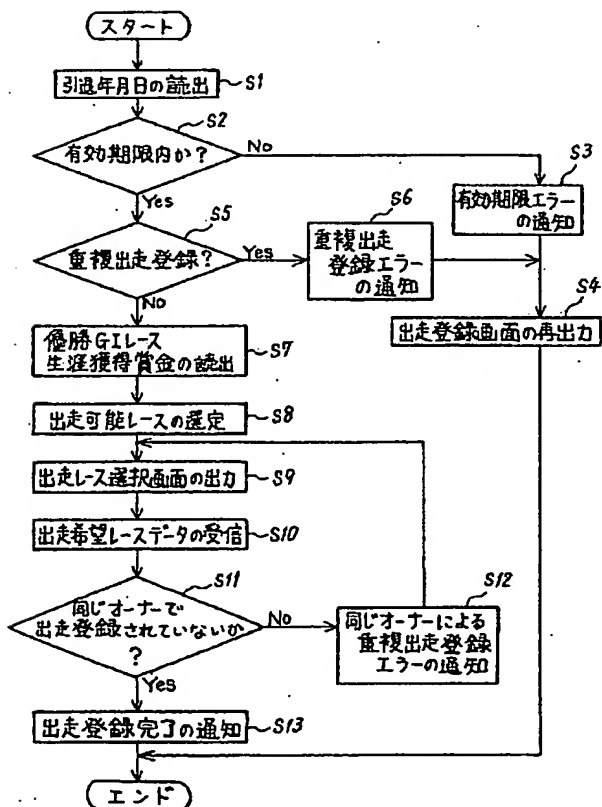 スタート
引退年月日の読出
S1
S2
有効期限内か?
No
Yes
S3
有効期限エラー
の通知
S5
重複出走登録?
Yes
No
S6
重複出走
登録エラー
の通知
S4
出走登録画面の再出力
優勝GIレース
生涯獲得賞金の読出
S7
出走可能レースの選定
S8
出走レース選択画面の出力
S9
出走希望レースデータの受信
S10
S11
同じオーナーで
出走登録されていないか
?
No
Yes
S12
同じオーナーによる
重複出走登録
エラーの通知
出走登録完了の通知
S13
エンド